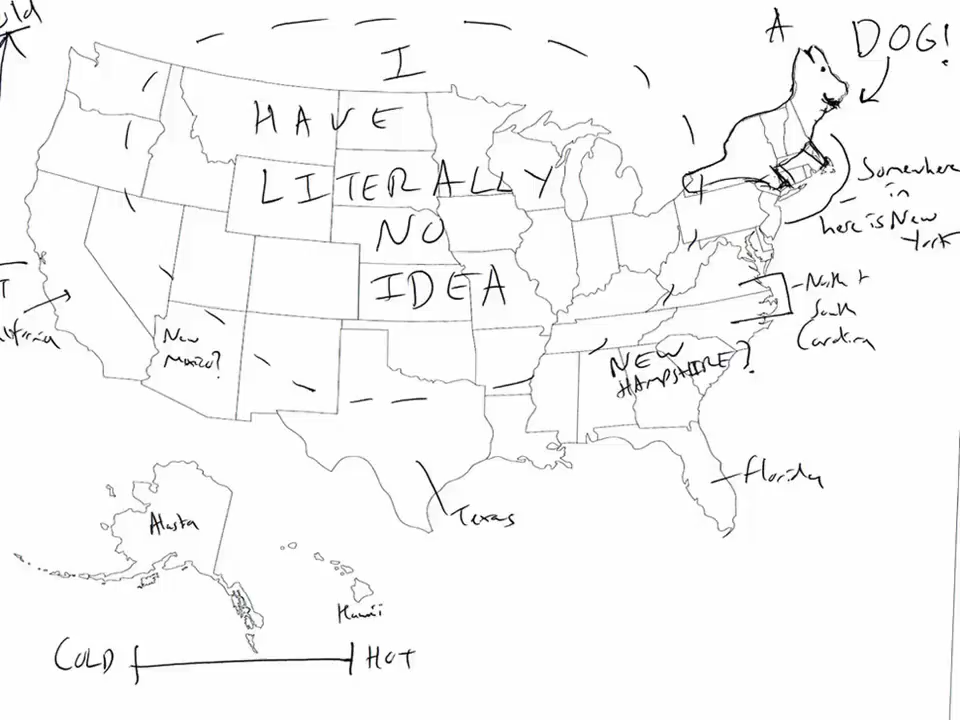 I
HAVE
LITERALLY
NO
IDEA
A
DOG!
Somewhere
in
here is New
York
North +
South
Carolina
New
Mexico?
NEW
HAMPSHIRE?
Florida
Texas
Alaska
Hawaii
COLD
HOT